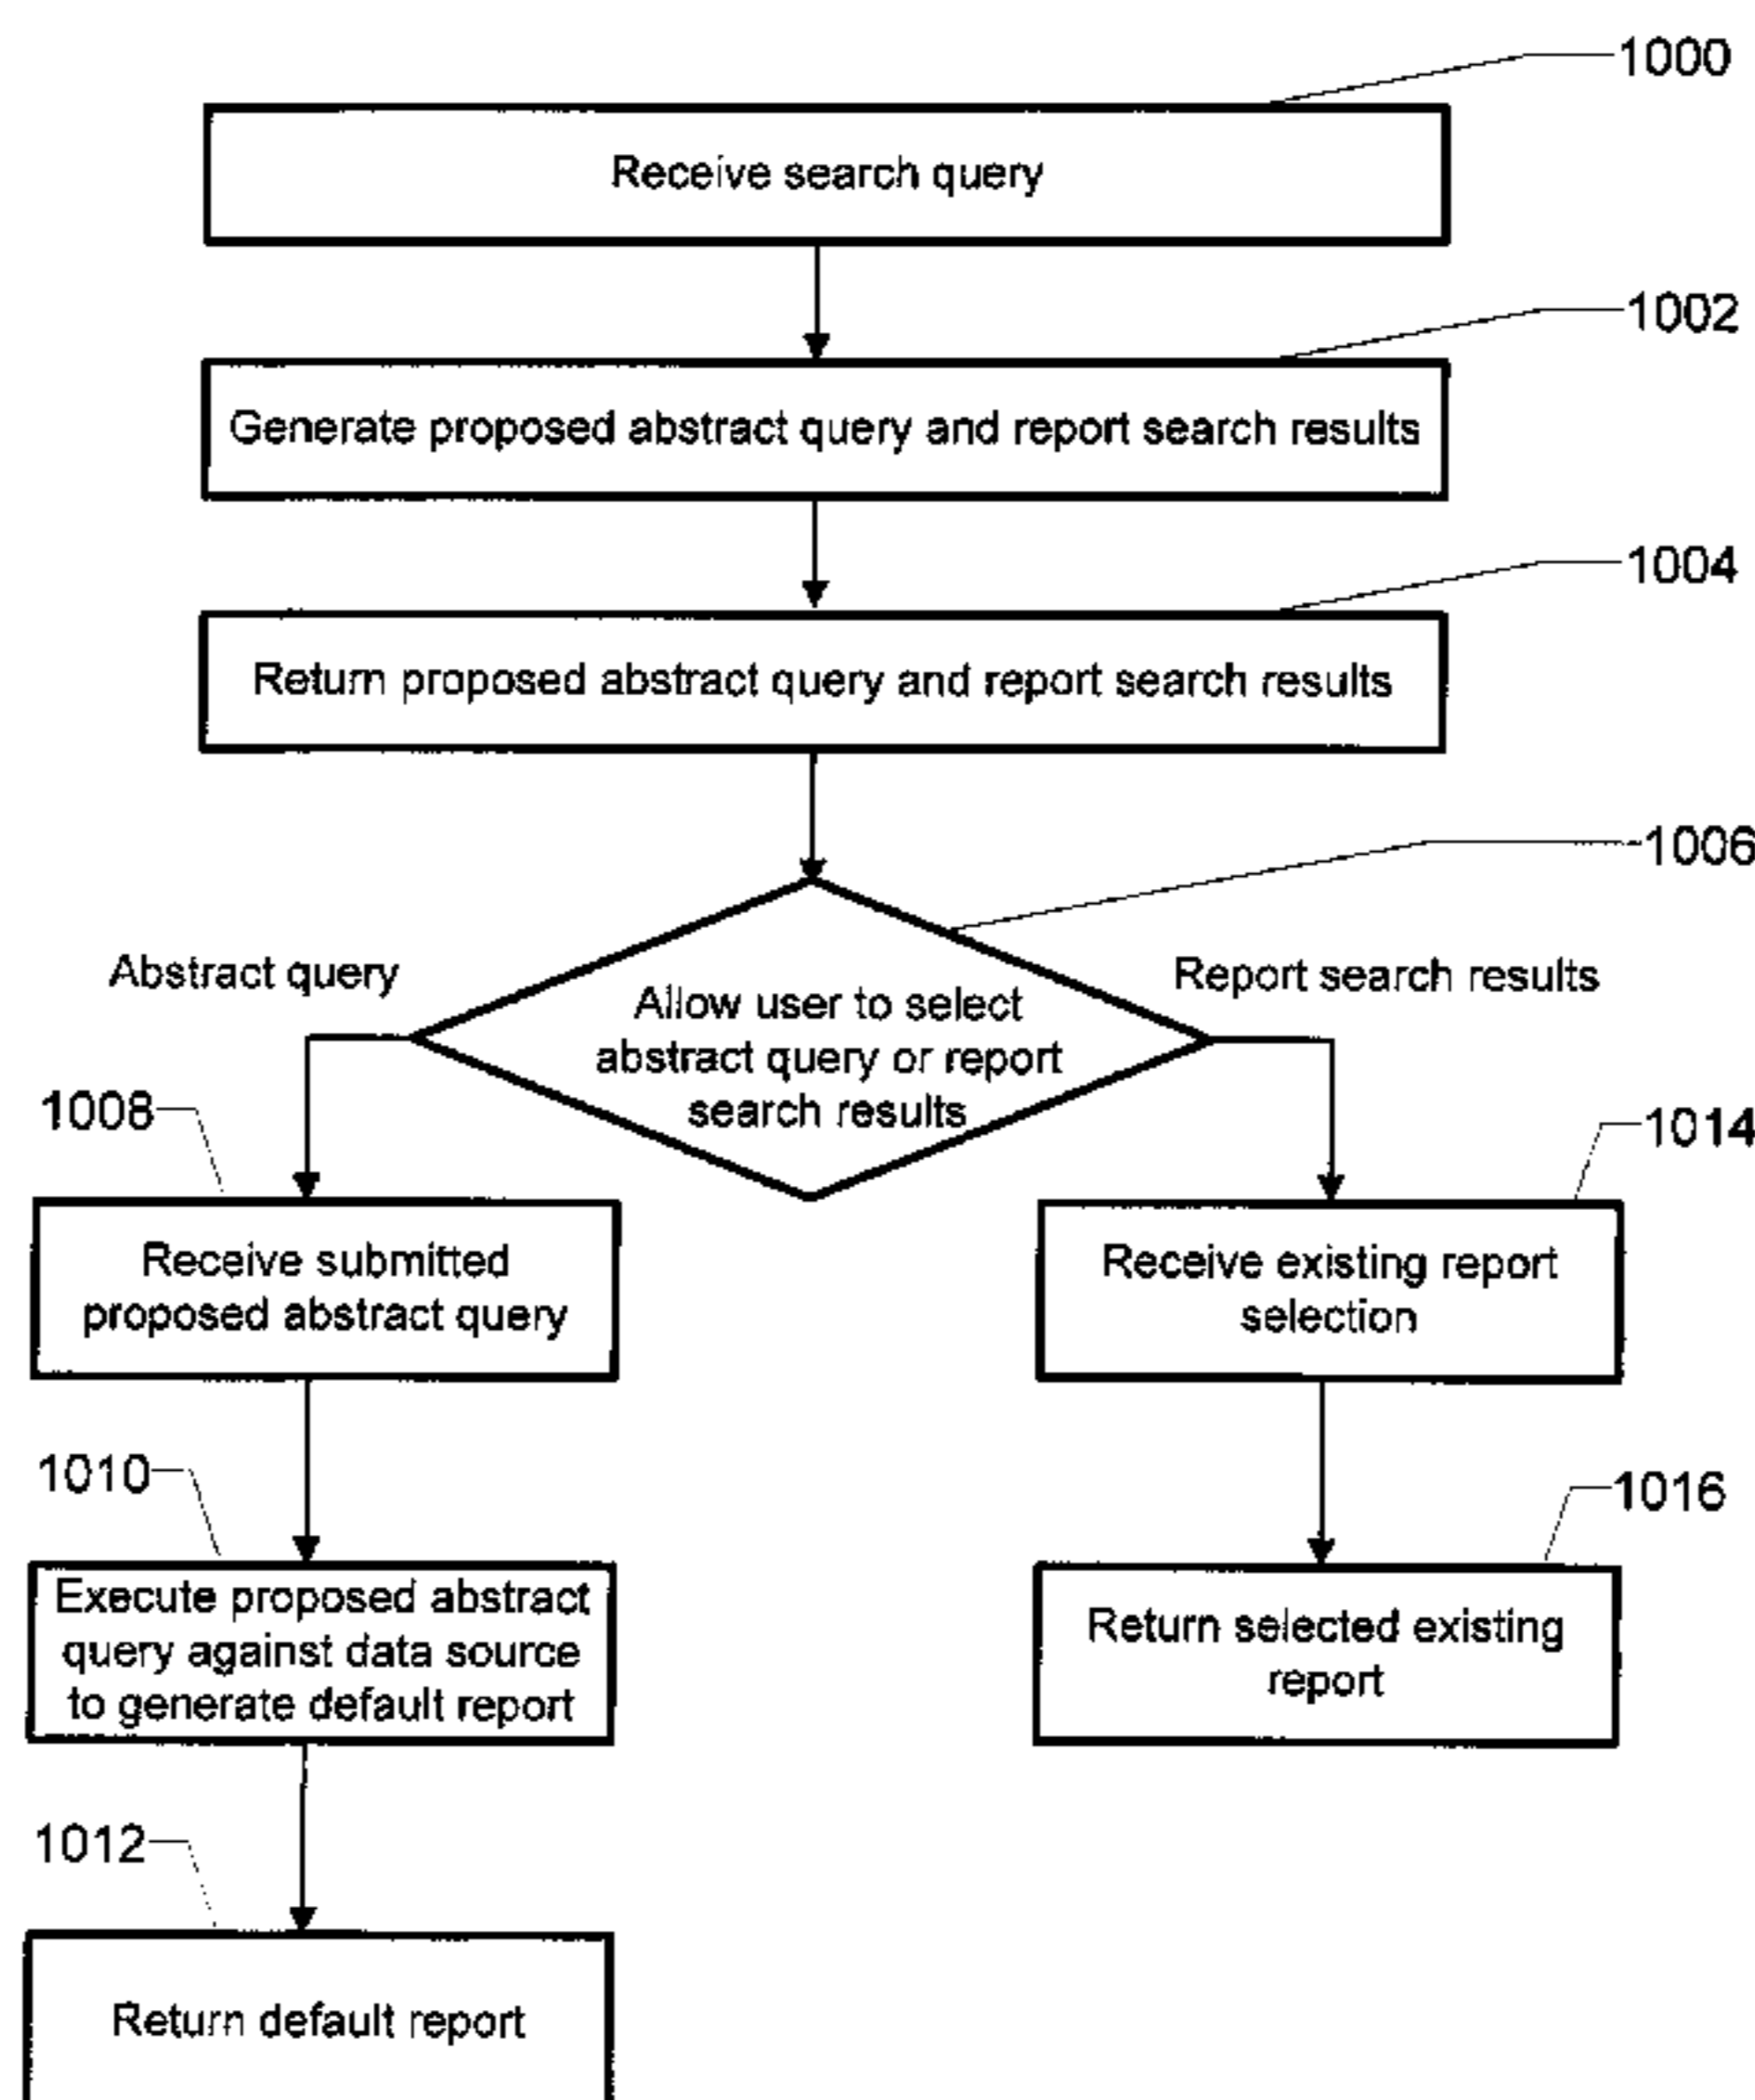 1000
Receive search query
1002
Generate proposed abstract query and report search results
1004
Return proposed abstract query and report search results
1006
Abstract query
Report search results
Allow user to select
abstract query or report
search results
1008
1014
Receive submitted
proposed abstract query
Receive existing report
selection
1010
1016
Execute proposed abstract
query against data source
to generate default report
Return selected existing
report
1012
Return default report